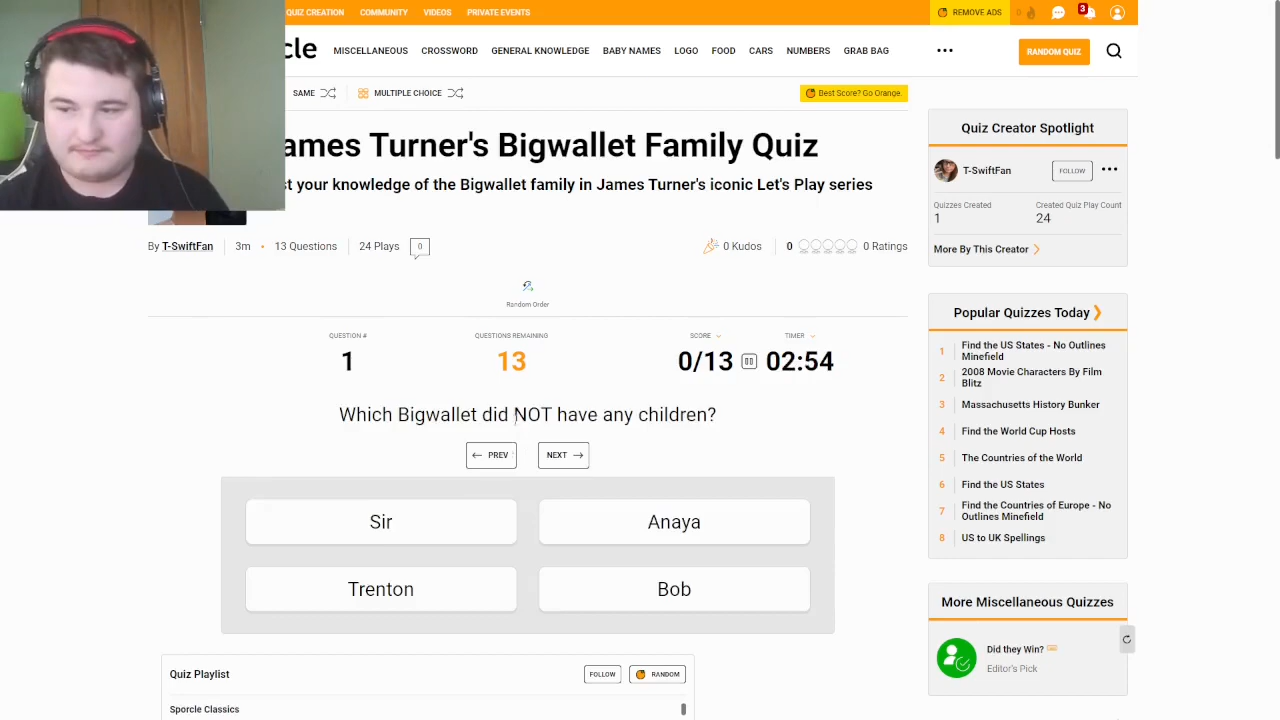 QUIZ CREATION COMMUNITY VIDEOS PRIVATE EVENTS REMOVE ADS 0 3
cle MISCELLANEOUS CROSSWORD GENERAL KNOWLEDGE BABY NAMES LOGO FOOD CARS NUMBERS GRAB BAG ••• RANDOM QUIZ
SAME MULTIPLE CHOICE Best Score? Go Orange.
ames Turner's Bigwallet Family Quiz
st your knowledge of the Bigwallet family in James Turner's iconic Let's Play series
By T-SwiftFan 3m • 13 Questions 24 Plays 0 0 Kudos 0 0 Ratings
Random Order
QUESTION # QUESTIONS REMAINING SCORE TIMER
1 13 0/13 02:54
Which Bigwallet did NOT have any children?
← PREV NEXT →
Sir Anaya
Trenton Bob
Quiz Playlist FOLLOW RANDOM
Sporcle Classics
Quiz Creator Spotlight
T-SwiftFan FOLLOW •••
Quizzes Created Created Quiz Play Count
1 24
More By This Creator
Popular Quizzes Today
1 Find the US States - No Outlines
Minefield
2 2008 Movie Characters By Film
Blitz
3 Massachusetts History Bunker
4 Find the World Cup Hosts
5 The Countries of the World
6 Find the US States
7 Find the Countries of Europe - No
Outlines Minefield
8 US to UK Spellings
More Miscellaneous Quizzes
Did they Win?
Editor's Pick